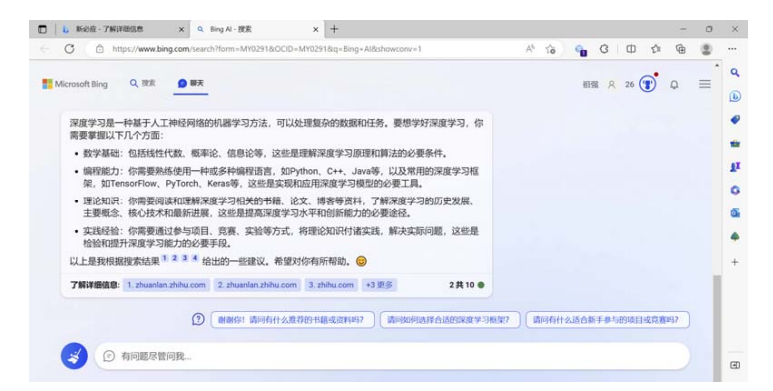 新必应 - 了解详细信息
Bing AI - 搜索
https://www.bing.com/search?form=MY0291&OCID=MY0291&q=Bing+AI&showconv=1
Microsoft Bing
搜索
聊天
26
深度学习是一种基于人工神经网络的机器学习方法,可以处理复杂的数据和任务。要想学好深度学习,你
需要掌握以下几个方面:
• 数学基础:包括线性代数、概率论、信息论等,这些是理解深度学习原理和算法的必要条件。
• 编程能力:你需要熟练使用一种或多种编程语言,如Python、C++、Java等,以及常用的深度学习框
架,如TensorFlow、PyTorch、Keras等,这些是实现和应用深度学习模型的必要工具。
• 理论知识:你需要阅读和理解深度学习相关的书籍、论文、博客等资料,了解深度学习的历史发展、
主要概念、核心技术和最新进展,这些是提高深度学习水平和创新能力的必要途径。
• 实践经验:你需要通过参与项目、竞赛、实验等方式,将理论知识付诸实践,解决实际问题,这些是
检验和提升深度学习能力的必要手段。
以上是我根据搜索结果 1 2 3 4 给出的一些建议。希望对你有所帮助。😊
了解详细信息: 1. zhuanlan.zhihu.com 2. zhuanlan.zhihu.com 3. zhihu.com +3 更多 2 共 10
谢谢你!请问有什么推荐的书籍或资料吗? 请问如何选择合适的深度学习框架? 请问有什么适合新手参与的项目或竞赛吗?
有问题尽管问我...